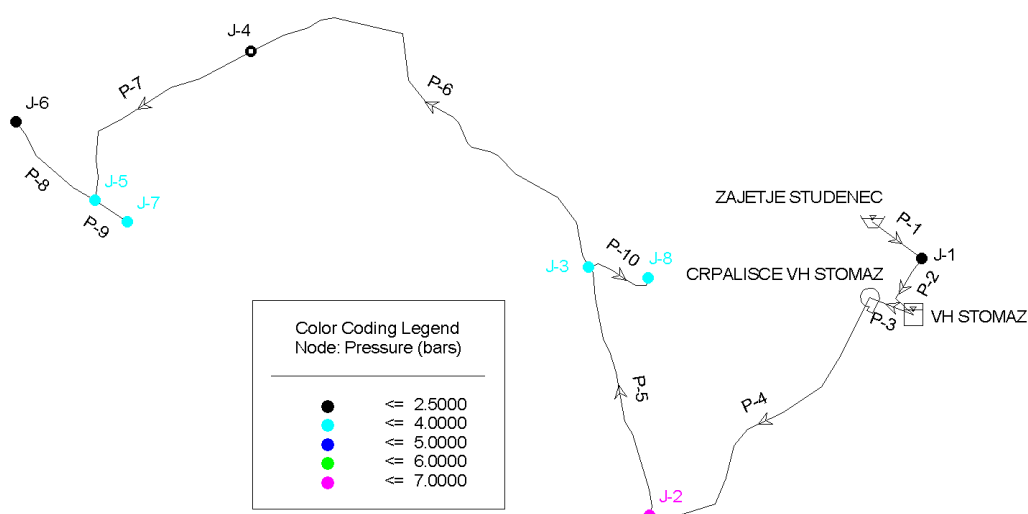 J-4
P-7
P-6
J-6
P-8
J-5
J-7
P-9
ZAJETJE STUDENEC
P-1
J-1
P-2
CRPALISCE VH STOMAZ
P-3
VH STOMAZ
J-3
P-10
J-8
P-5
P-4
J-2
Color Coding Legend
Node: Pressure (bars)
<= 2.5000
<= 4.0000
<= 5.0000
<= 6.0000
<= 7.0000